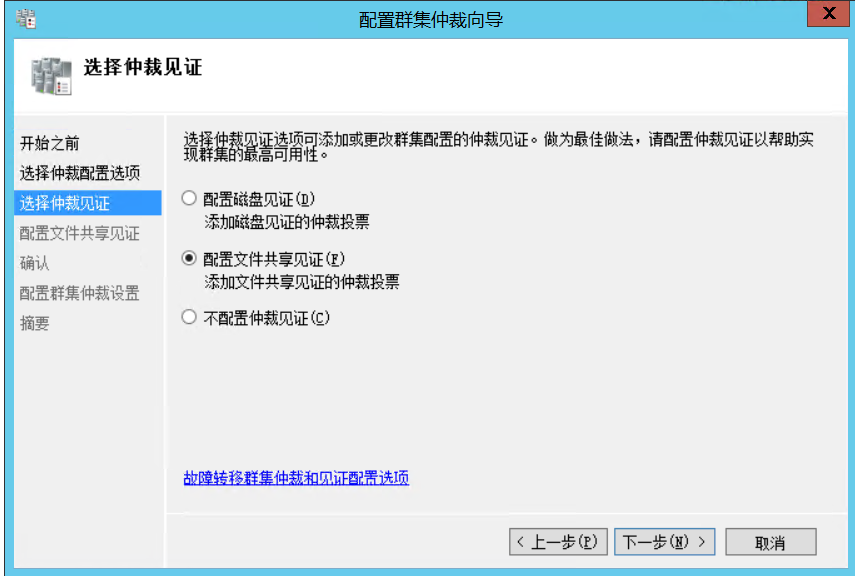 配置群集仲裁向导
X
选择仲裁见证
开始之前
选择仲裁配置选项
选择仲裁见证
配置文件共享见证
确认
配置群集仲裁设置
摘要
选择仲裁见证选项可添加或更改群集配置的仲裁见证。做为最佳做法，请配置仲裁见证以帮助实
现群集的最高可用性。
配置磁盘见证(D)
添加磁盘见证的仲裁投票
配置文件共享见证(F)
添加文件共享见证的仲裁投票
不配置仲裁见证(C)
故障转移群集仲裁和见证配置选项
< 上一步(P)
下一步(N) >
取消